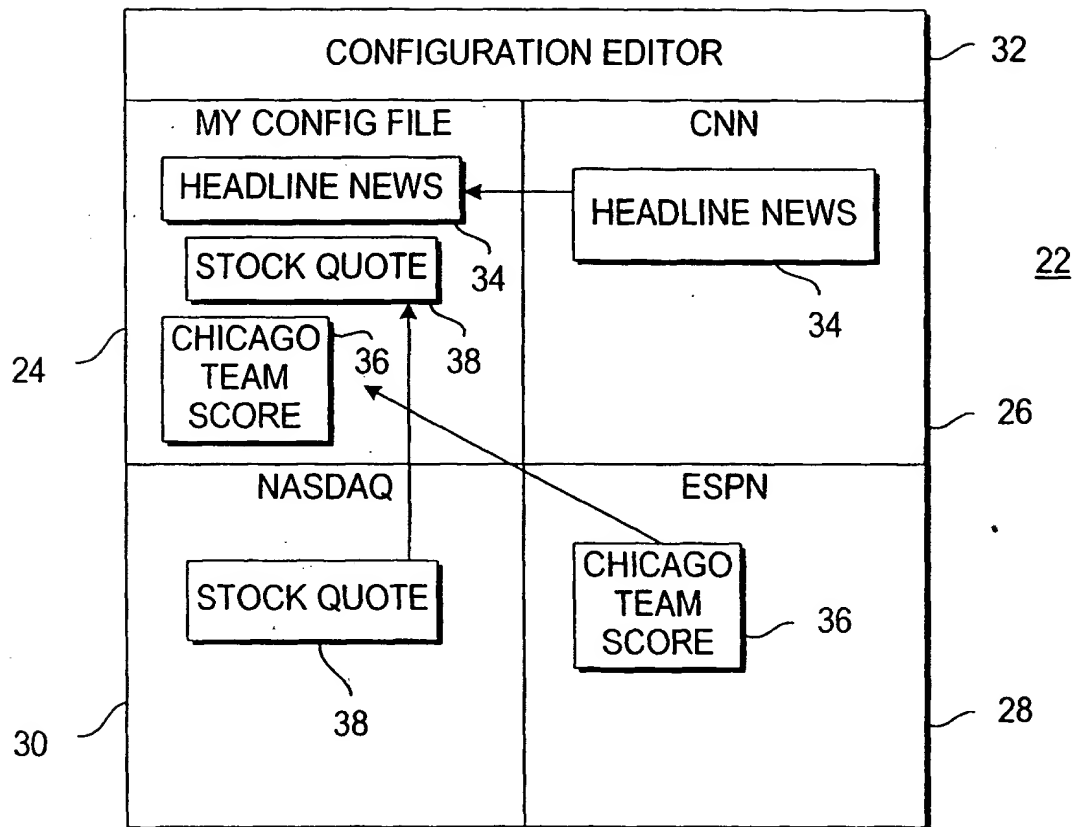 CONFIGURATION EDITOR
32
MY CONFIG FILE
CNN
HEADLINE NEWS
HEADLINE NEWS
34
34
22
STOCK QUOTE
38
CHICAGO
TEAM
SCORE
36
24
26
NASDAQ
ESPN
STOCK QUOTE
38
CHICAGO
TEAM
SCORE
36
30
28